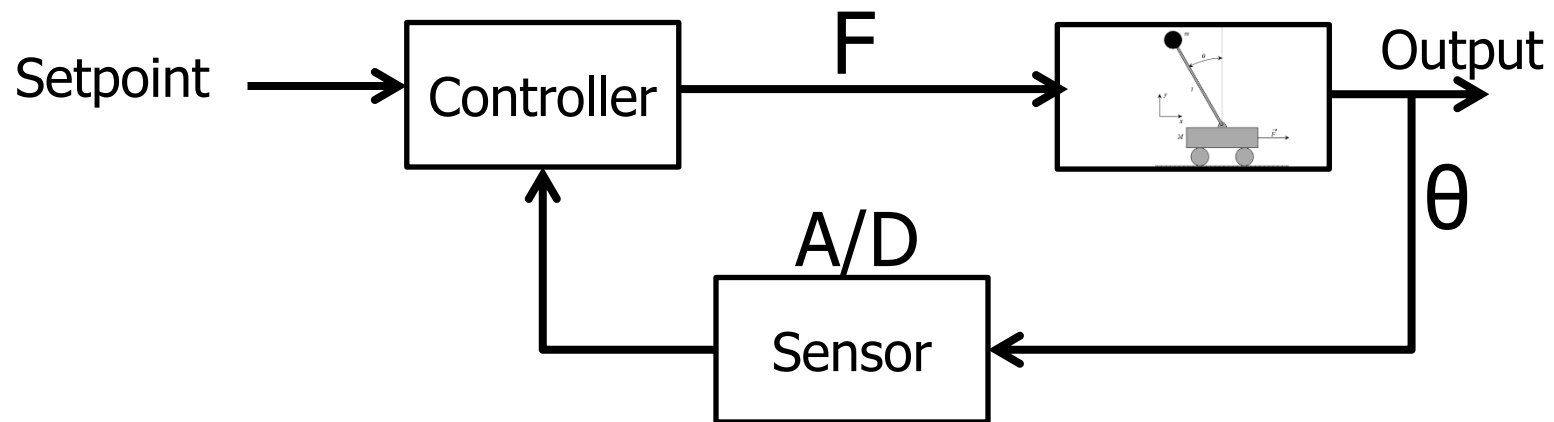 Setpoint
Controller
F
m
θ
l
y
x
M
F
Output
θ
A/D
Sensor